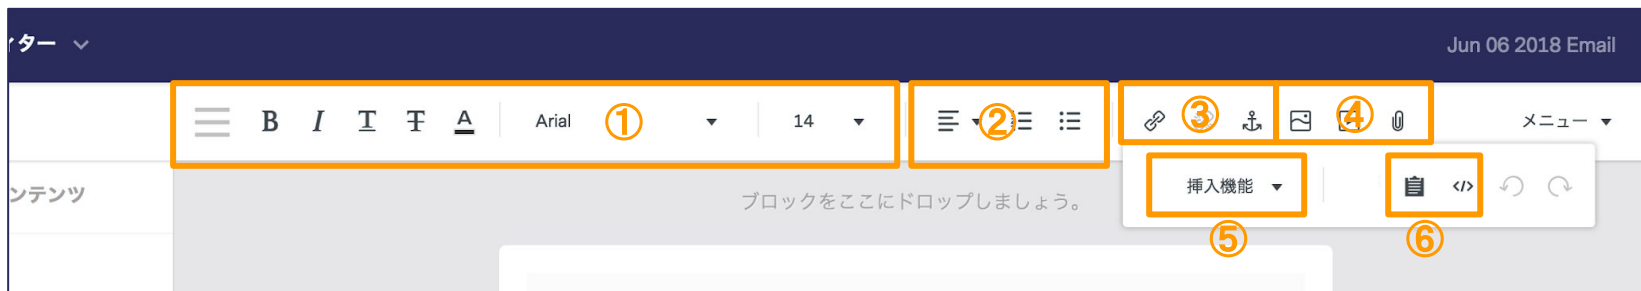 ィター
Jun 06 2018 Email
B I T T A Arial ① 14 ② ③ ④ メニュー
ンテンツ
ブロックをここにドロップしましょう。
挿入機能 </>
⑤ ⑥